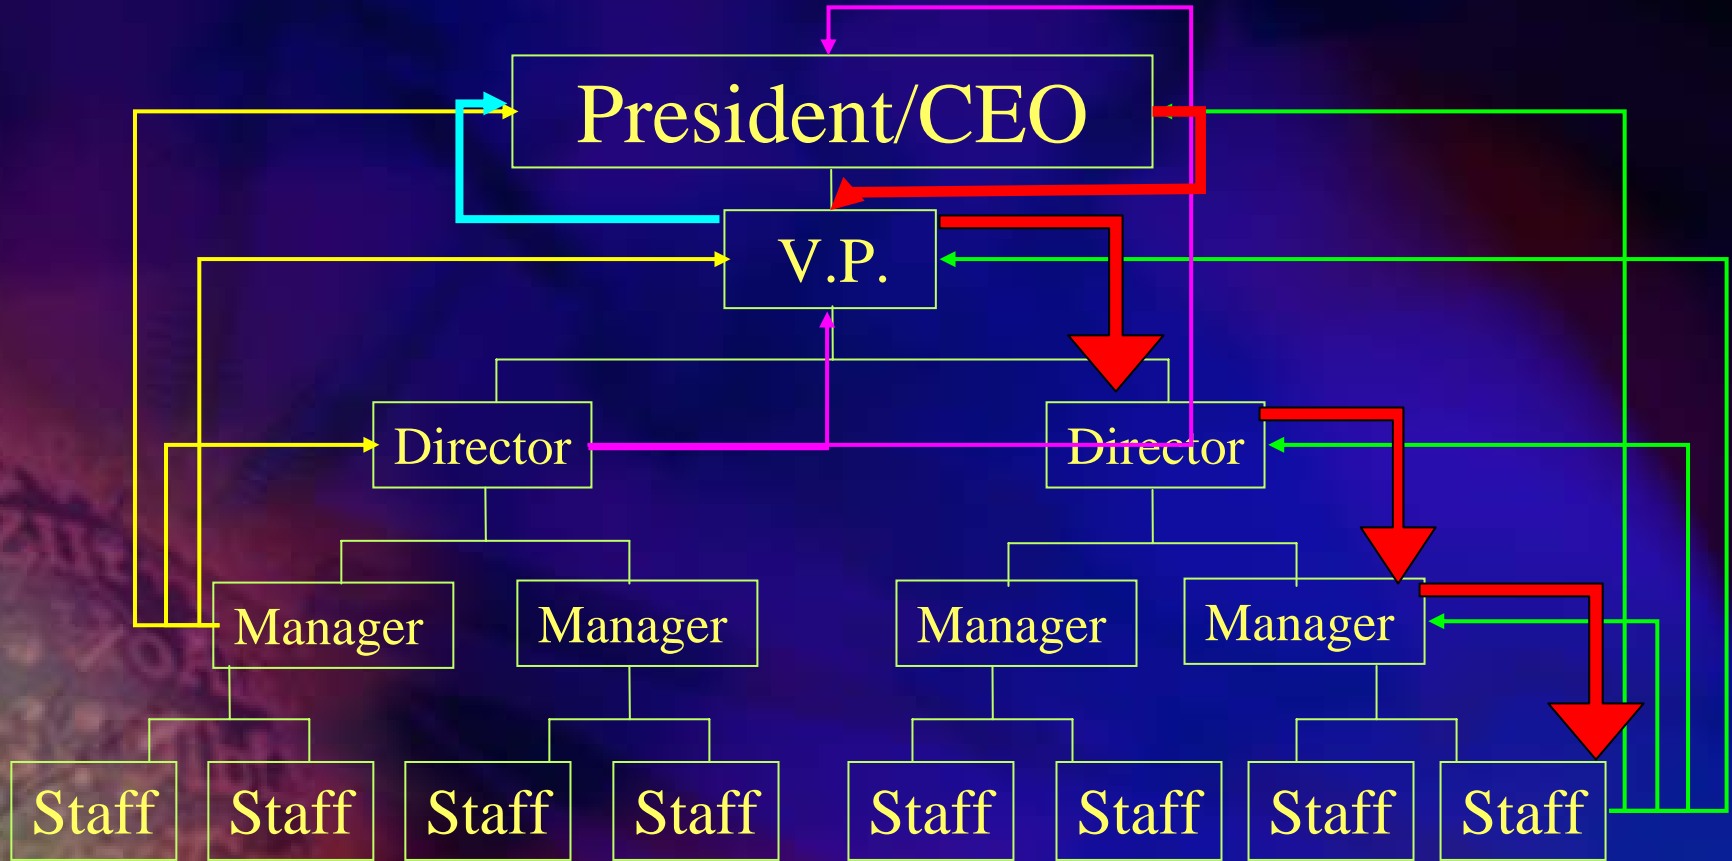 President/CEO
V.P.
Director
Director
Manager
Manager
Manager
Manager
Staff
Staff
Staff
Staff
Staff
Staff
Staff
Staff